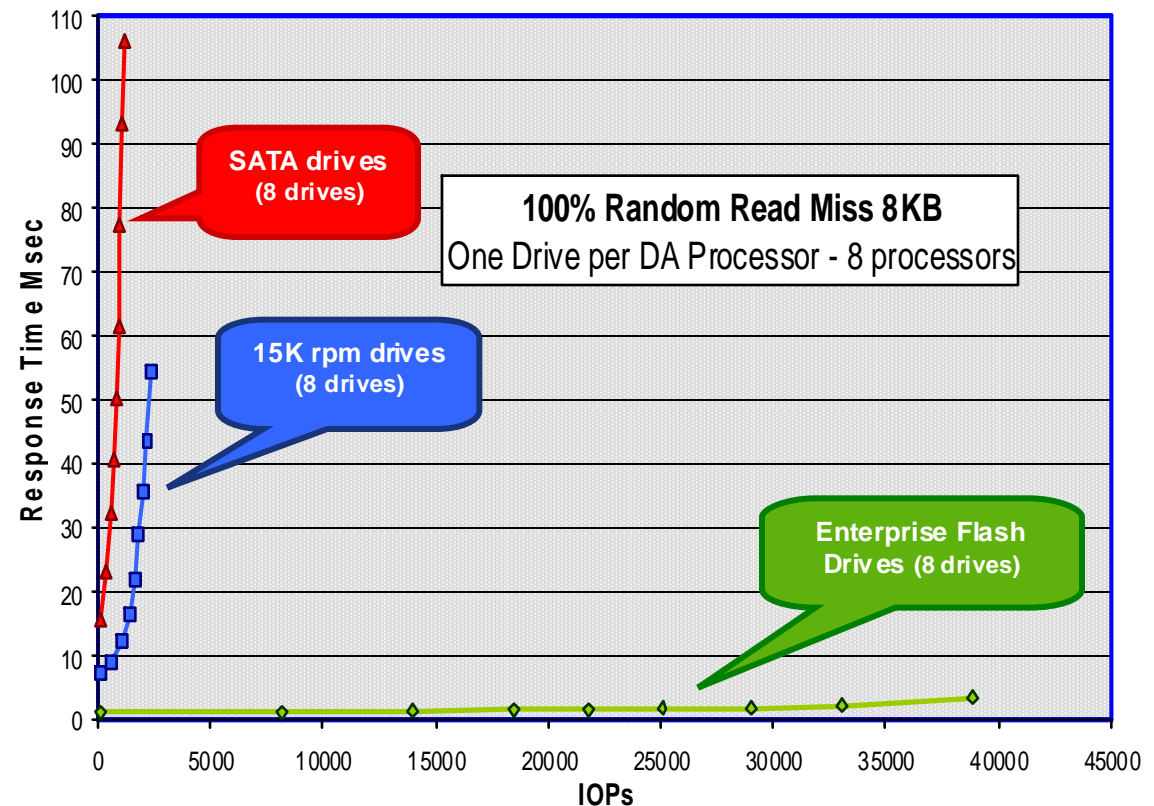 110
100
90
80
70
60
50
40
30
20
10
0
Response Time Msec
SATA drives
(8 drives)
100% Random Read Miss 8KB
One Drive per DA Processor - 8 processors
15K rpm drives
(8 drives)
Enterprise Flash
Drives (8 drives)
0
5000
10000
15000
20000
25000
30000
35000
40000
45000
IOPs